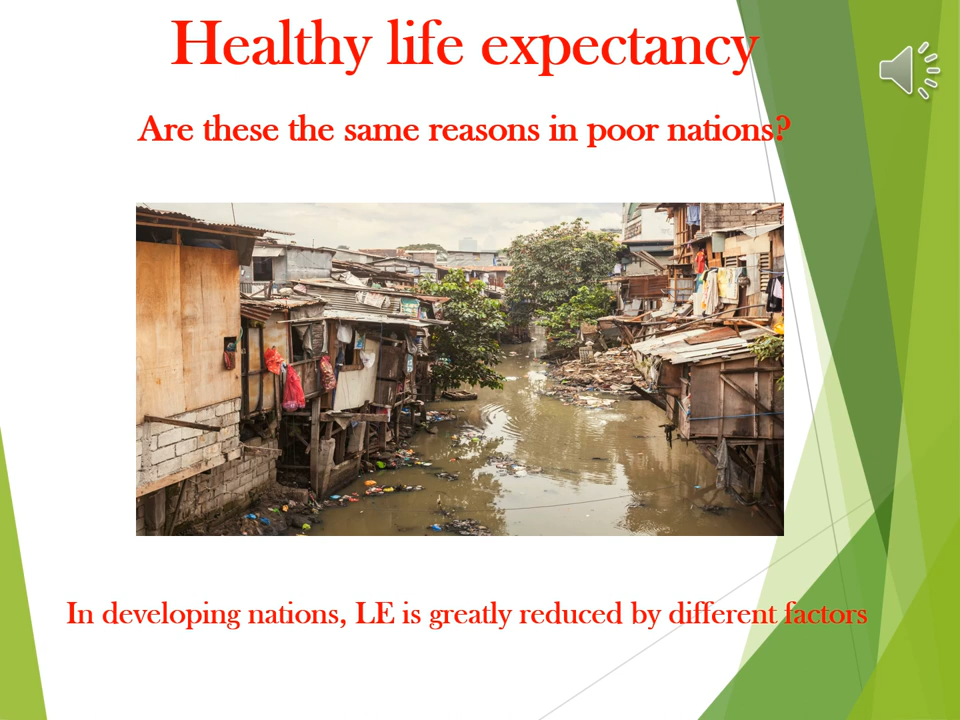 Healthy life expectancy
Are these the same reasons in poor nations?
In developing nations, LE is greatly reduced by different factors